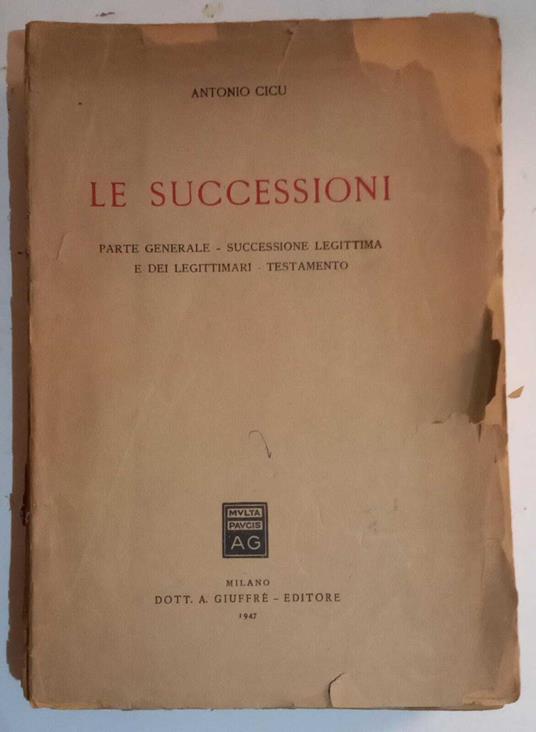 ANTONIO CICU
LE SUCCESSIONI
PARTE GENERALE - SUCCESSIONE LEGITTIMA
E DEI LEGITTIMARI - TESTAMENTO
MVLTA
PAVCIS
AG
MILANO
DOTT. A. GIUFFRÈ - EDITORE
1947